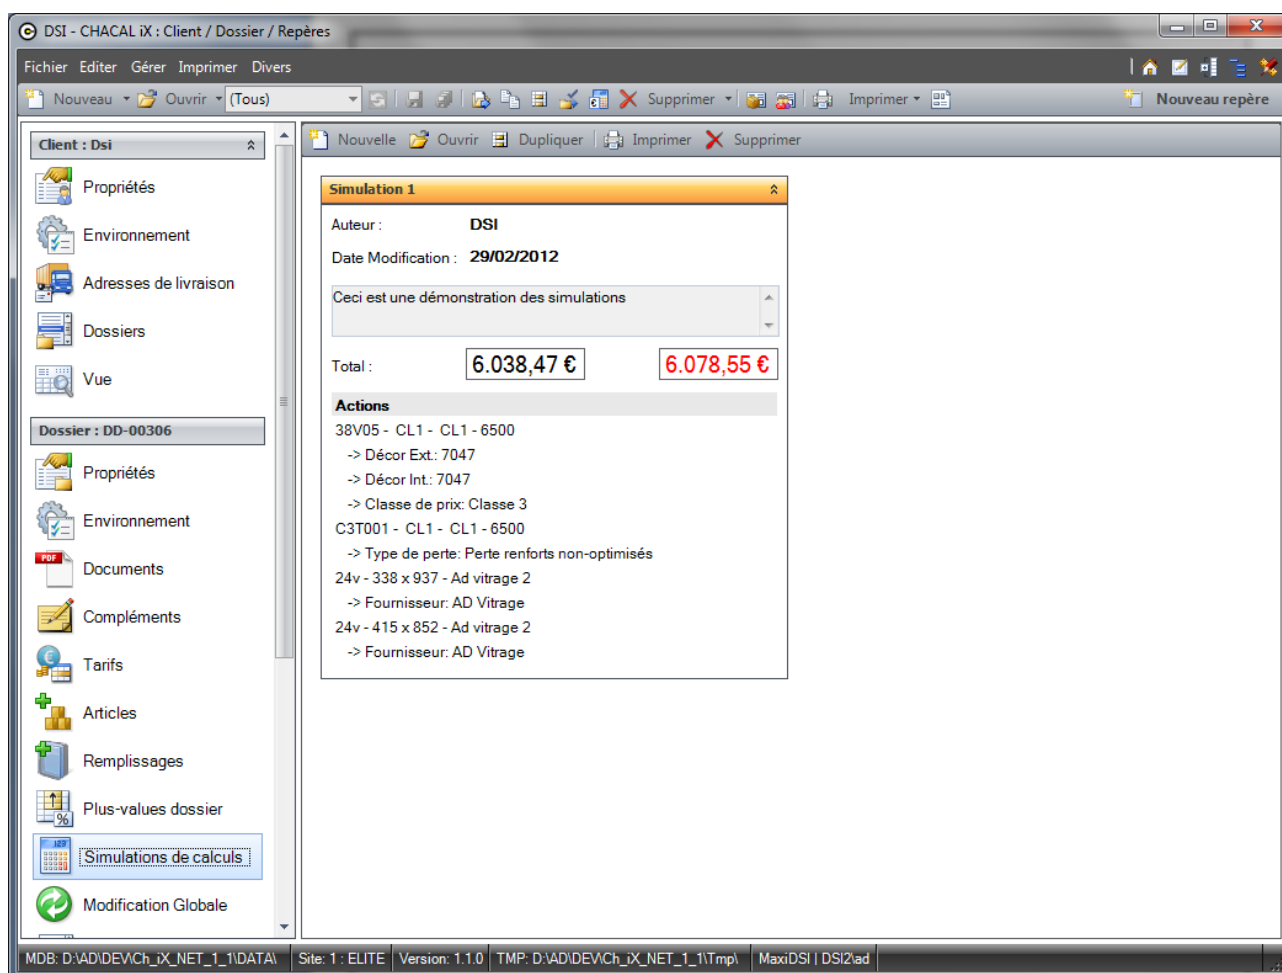 DSI - CHACAL iX : Client / Dossier / Repères
Fichier Editer Gérer Imprimer Divers
Nouveau Ouvrir (Tous) Supprimer Imprimer Nouveau repère
Client : Dsi
Propriétés
Environnement
Adresses de livraison
Dossiers
Vue
Dossier : DD-00306
Propriétés
Environnement
PDF
Documents
Compléments
Tarifs
Articles
Remplissages
%
Plus-values dossier
123
Simulations de calculs
Modification Globale
Nouvelle Ouvrir Dupliquer Imprimer Supprimer
Simulation 1
Auteur : DSI
Date Modification : 29/02/2012
Ceci est une démonstration des simulations
Total : 6.038,47 € 6.078,55 €
Actions
38V05 - CL1 - CL1 - 6500
-> Décor Ext.: 7047
-> Décor Int.: 7047
-> Classe de prix: Classe 3
C3T001 - CL1 - CL1 - 6500
-> Type de perte: Perte renforts non-optimisés
24v - 338 x 937 - Ad vitrage 2
-> Fournisseur: AD Vitrage
24v - 415 x 852 - Ad vitrage 2
-> Fournisseur: AD Vitrage
MDB: D:\AD\DEV\Ch_iX_NET_1_1\DATA\ Site: 1 : ELITE Version: 1.1.0 TMP: D:\AD\DEV\Ch_iX_NET_1_1\Tmp\ MaxiDSI | DSI2\ad